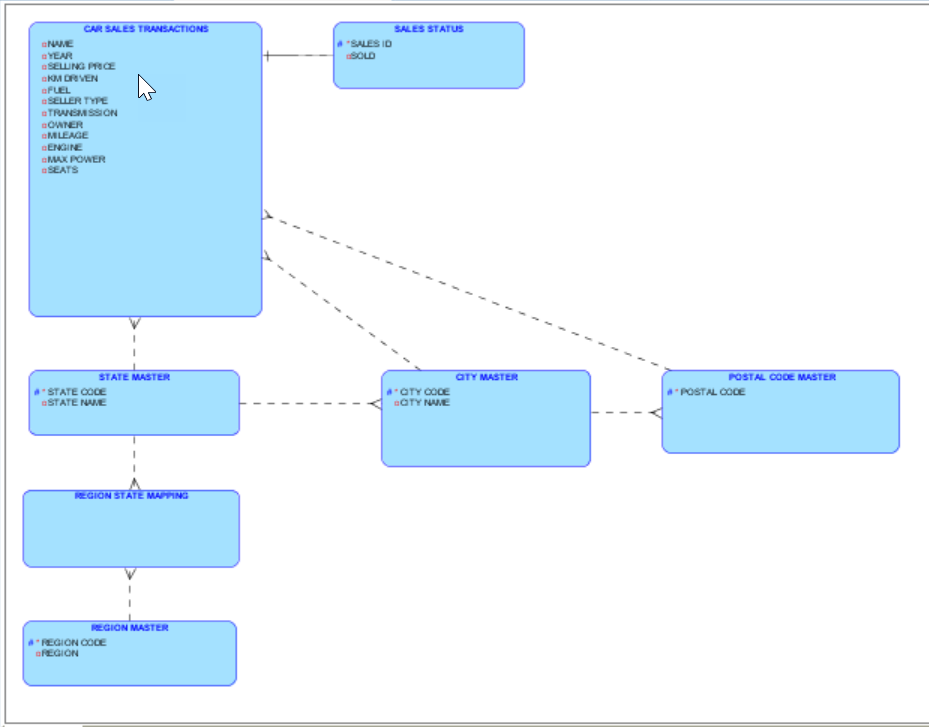 CAR SALES TRANSACTIONS
NAME
YEAR
SELLING PRICE
KM DRIVEN
FUEL
SELLER TYPE
TRANSMISSION
OWNER
MILEAGE
ENGINE
MAX POWER
SEATS
SALES STATUS
# * SALES ID
SOLD
STATE MASTER
# * STATE CODE
STATE NAME
CITY MASTER
# * CITY CODE
CITY NAME
POSTAL CODE MASTER
# * POSTAL CODE
REGION STATE MAPPING
REGION MASTER
# * REGION CODE
REGION